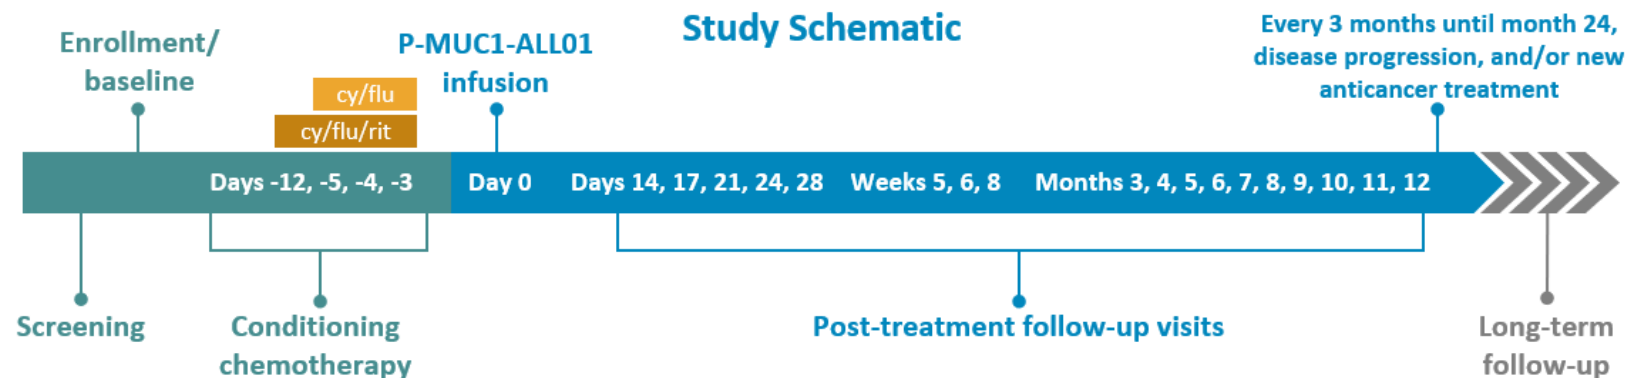 Study Schematic
Enrollment/
baseline
cy/flu
cy/flu/rit
P-MUC1-ALL01
infusion
Every 3 months until month 24,
disease progression, and/or new
anticancer treatment
Days -12, -5, -4, -3
Day 0
Days 14, 17, 21, 24, 28
Weeks 5, 6, 8
Months 3, 4, 5, 6, 7, 8, 9, 10, 11, 12
Screening
Conditioning
chemotherapy
Post-treatment follow-up visits
Long-term
follow-up